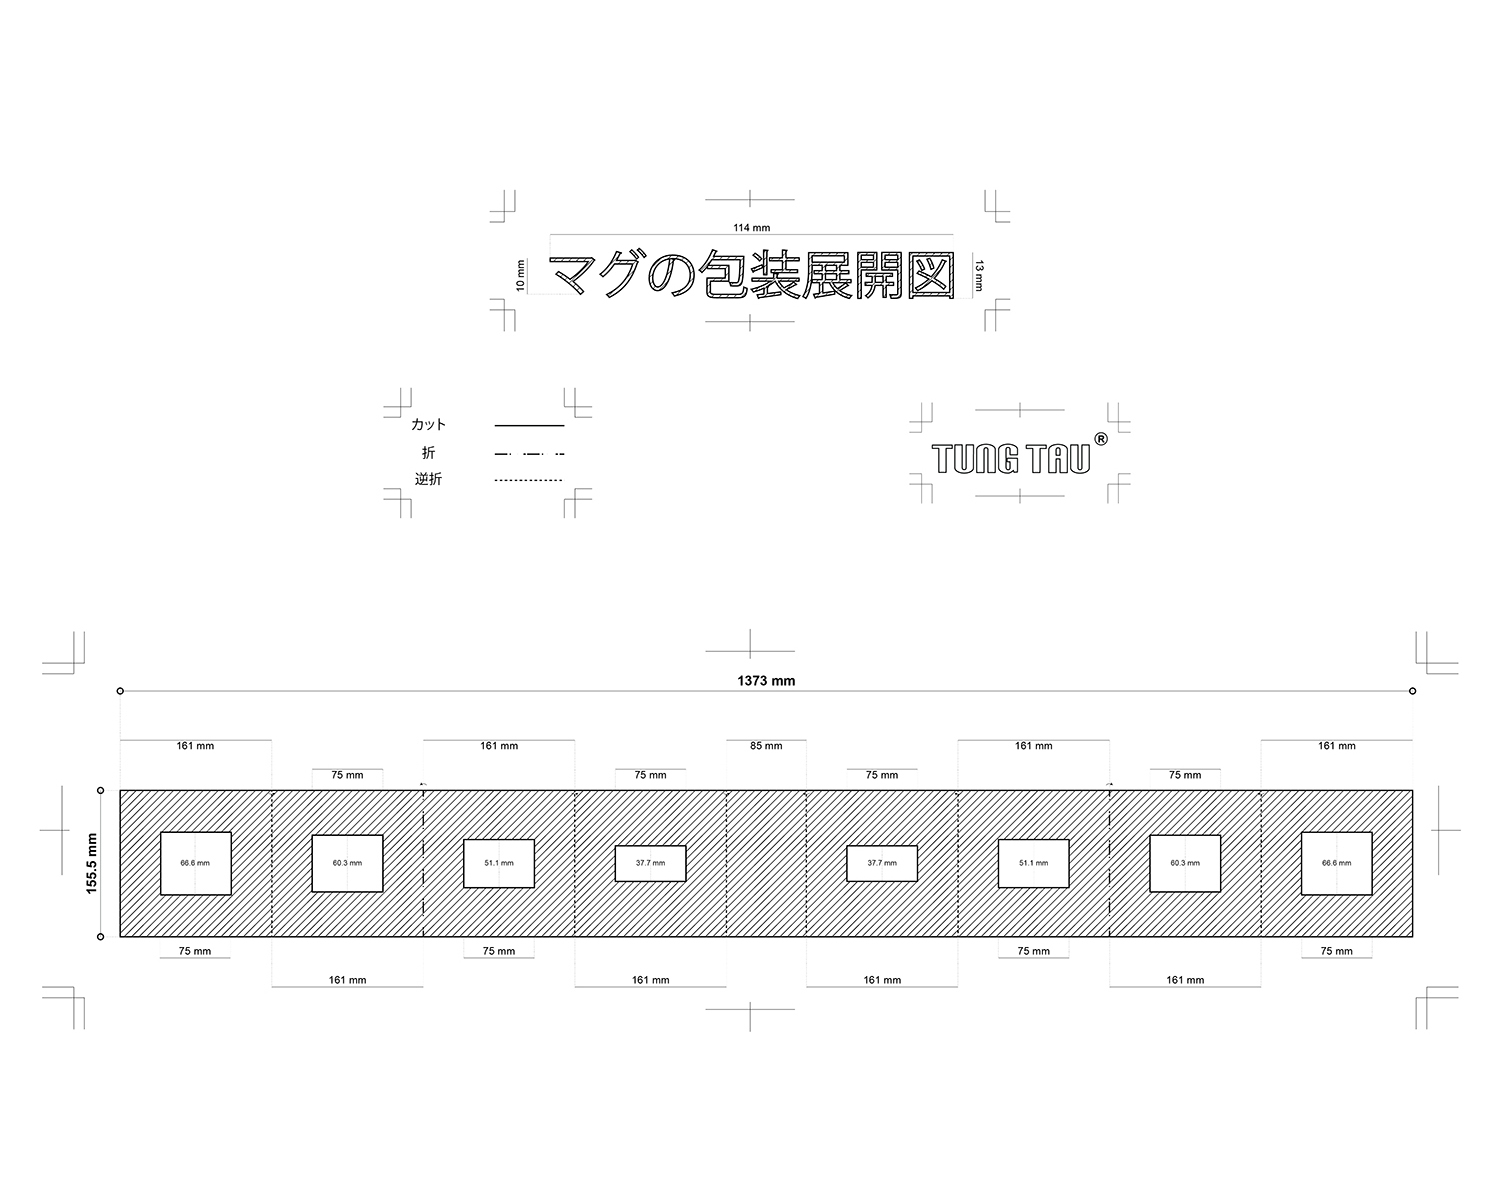 114 mm
10 mm
マグの包装展開図
13 mm
カット
折
逆折
TUNG TAU®
1373 mm
161 mm 161 mm 85 mm 161 mm 161 mm
75 mm 75 mm 75 mm 75 mm
155.5 mm
66.6 mm 60.3 mm 51.1 mm 37.7 mm 37.7 mm 51.1 mm 60.3 mm 66.6 mm
75 mm 75 mm 75 mm 75 mm
161 mm 161 mm 161 mm 161 mm